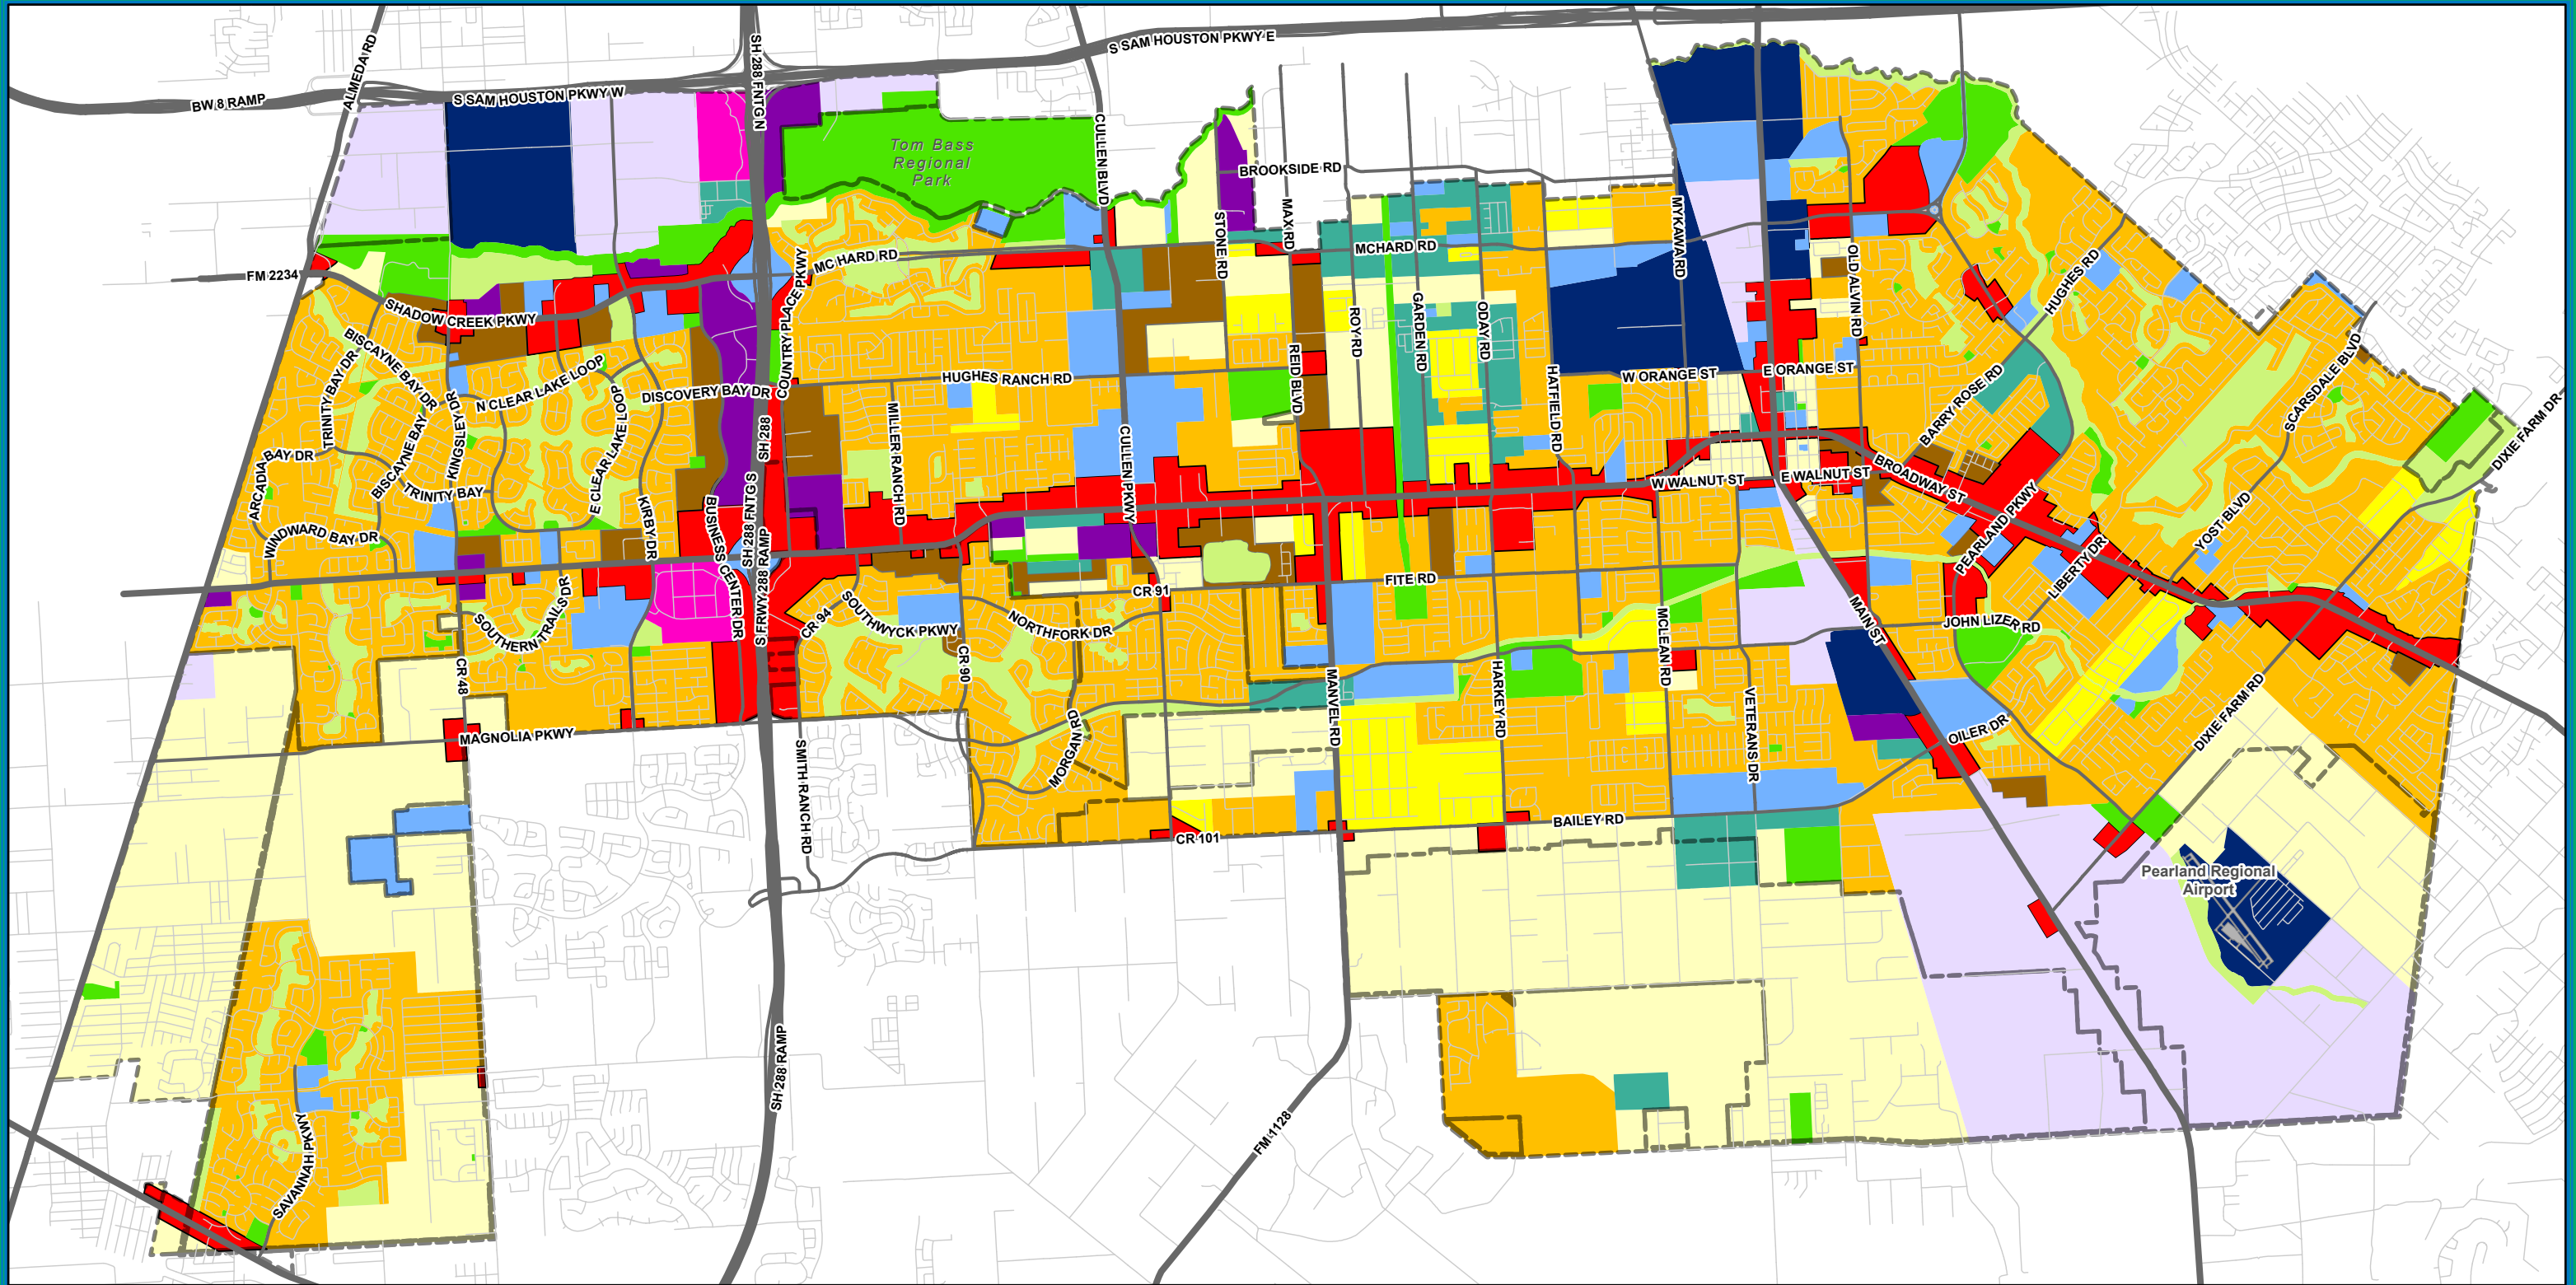 ALMEDA RD
BW 8 RAMP
S SAM HOUSTON PKWY W
SH 288 FNTG N
S SAM HOUSTON PKWY E
CULLEN BLVD
Tom Bass
Regional
Park
BROOKSIDE RD
STONE RD
MAX RD
MCHARD RD
MYKAWA RD
OLD ALVIN RD
HUGHES RD
FM 2234
SHADOW CREEK PKWY
MC HARD RD
COUNTRY PLACE PKWY
ROY RD
GARDEN RD
ODAY RD
REID BLVD
HATFIELD RD
W ORANGE ST
E ORANGE ST
BARRY ROSE RD
SCARSDALE BLVD
DIXIE FARM DR
BISCAYNE BAY DR
TRINITY BAY DR
N CLEAR LAKE LOOP
KINGSLEY DR
DISCOVERY BAY DR
HUGHES RANCH RD
MILLER RANCH RD
CULLEN PKWY
SH 288
E CLEAR LAKE LOOP
BISCAYNE BAY
ARCADIA
BAY DR
TRINITY BAY
WINDWARD BAY DR
KIRBY DR
BUSINESS CENTER DR
SH 288 FNTG S
S FRWY 288 RAMP
W WALNUT ST
E WALNUT ST
BROADWAY ST
PEARLAND PKWY
LIBERTY DR
YOST BLVD
FITE RD
CR 91
CR 94
SOUTHWYCK PKWY
NORTHFORK DR
CR 90
SOUTHERN TRAILS DR
CR 48
MAGNOLIA PKWY
SMITH RANCH RD
MORGAN RD
MANVEL RD
HARKEY RD
MCLEAN RD
VETERANS DR
MAIN ST
JOHN LIZER RD
OILER DR
DIXIE FARM RD
BAILEY RD
CR 101
Pearland Regional
Airport
SH 288 RAMP
FM 1128
SAVANNAH PKWY